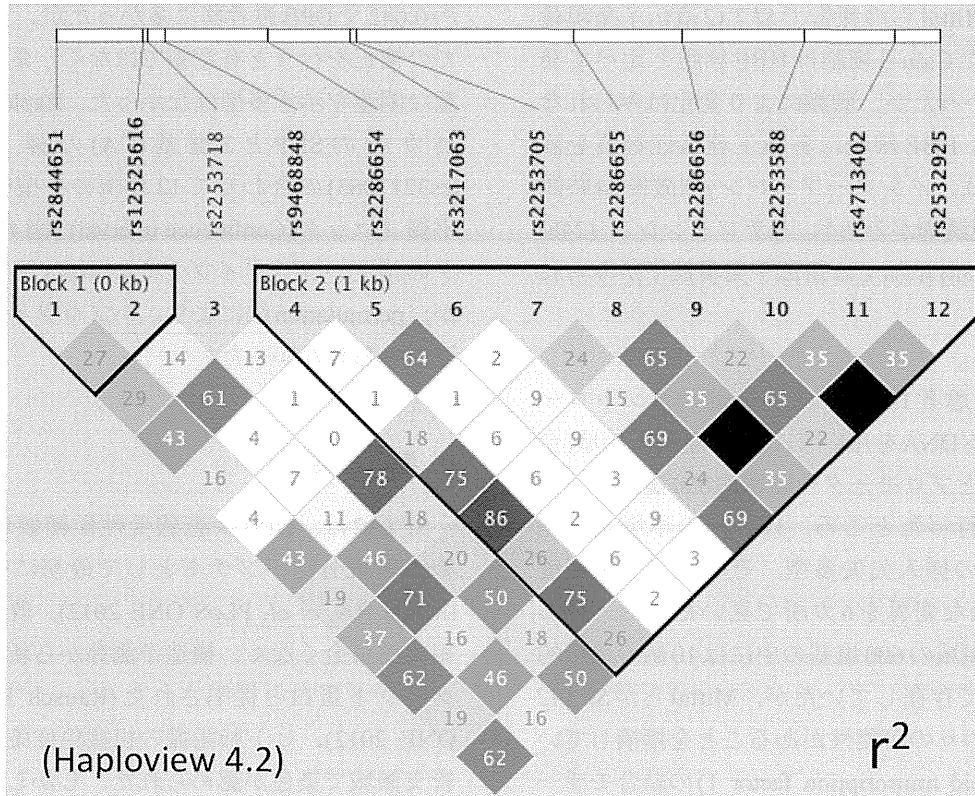 rs2844651
rs12525616
rs2253718
rs9468848
rs2286654
rs3217063
rs2253705
rs2286655
rs2286656
rs2253588
rs4713402
rs2532925
Block 1 (0 kb)
Block 2 (1 kb)
1 2 3 4 5 6 7 8 9 10 11 12
27 14 13 7 64 2 24 65 22 35 35
29 61 1 1 1 9 15 35 65
43 4 0 18 6 9 69 22
16 7 78 75 6 3 24 35
4 11 18 86 2 9 69
43 46 20 26 6 3
19 71 50 75 2
37 16 18 26
62 46 50
19 16
62
(Haploview 4.2)
r²